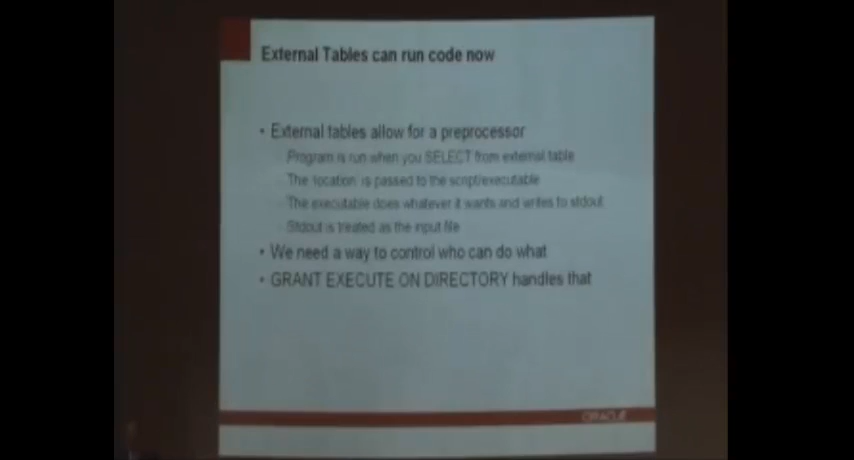 External Tables can run code now
• External tables allow for a preprocessor
Program is run when you SELECT from external table
The location is passed to the script/executable
The executable does whatever it wants and writes to stdout
Stdout is treated as the input file
• We need a way to control who can do what
• GRANT EXECUTE ON DIRECTORY handles that
ORACLE